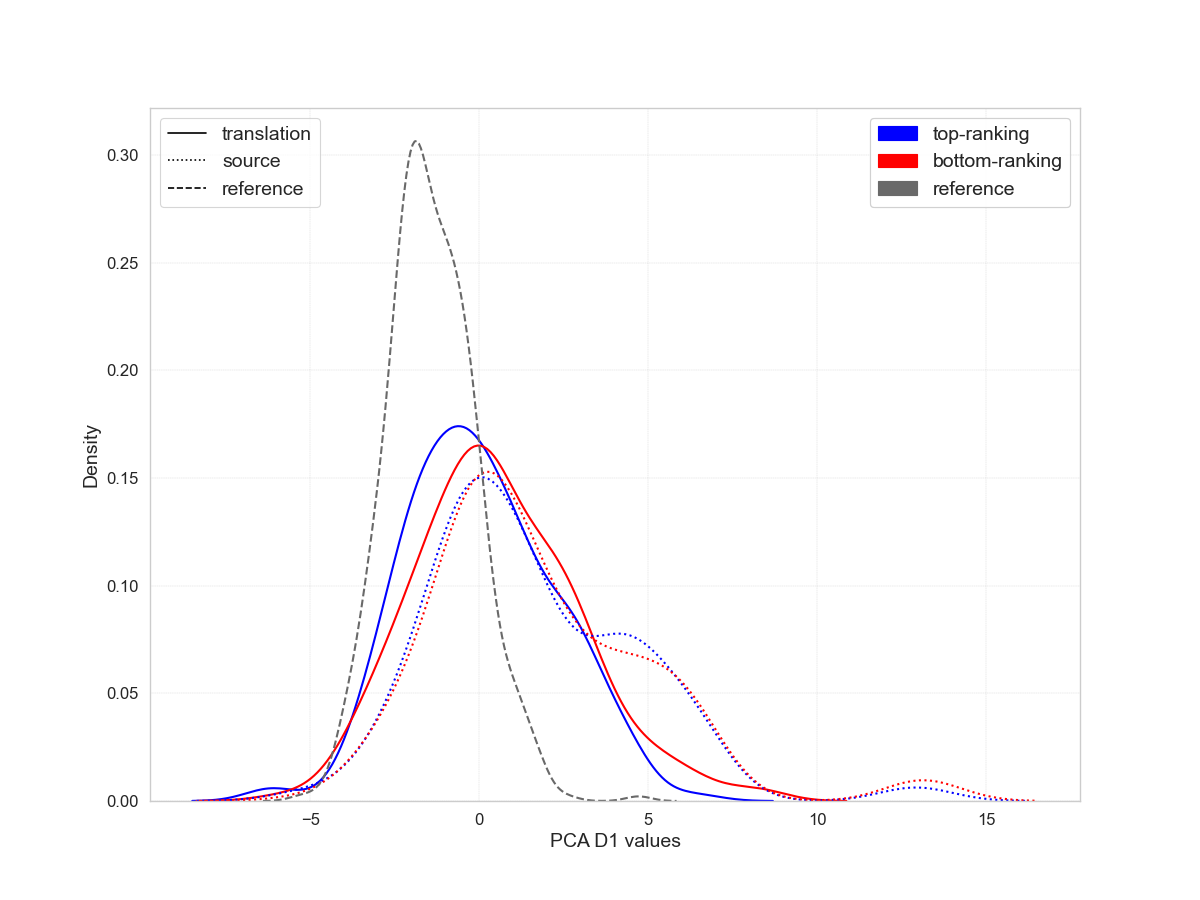 translation
source
reference
top-ranking
bottom-ranking
reference
0.30
0.25
0.20
0.15
0.10
0.05
0.00
Density
−5
0
5
10
15
PCA D1 values